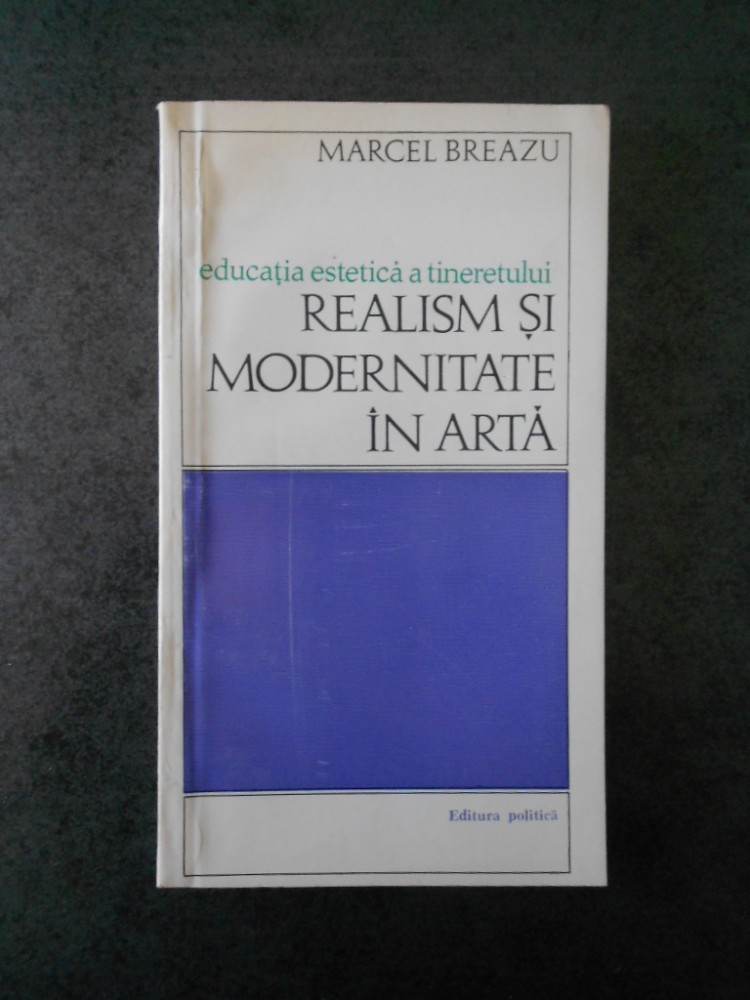 MARCEL BREAZU
educația estetică a tineretului
REALISM ȘI
MODERNITATE
ÎN ARTĂ
Editura politică